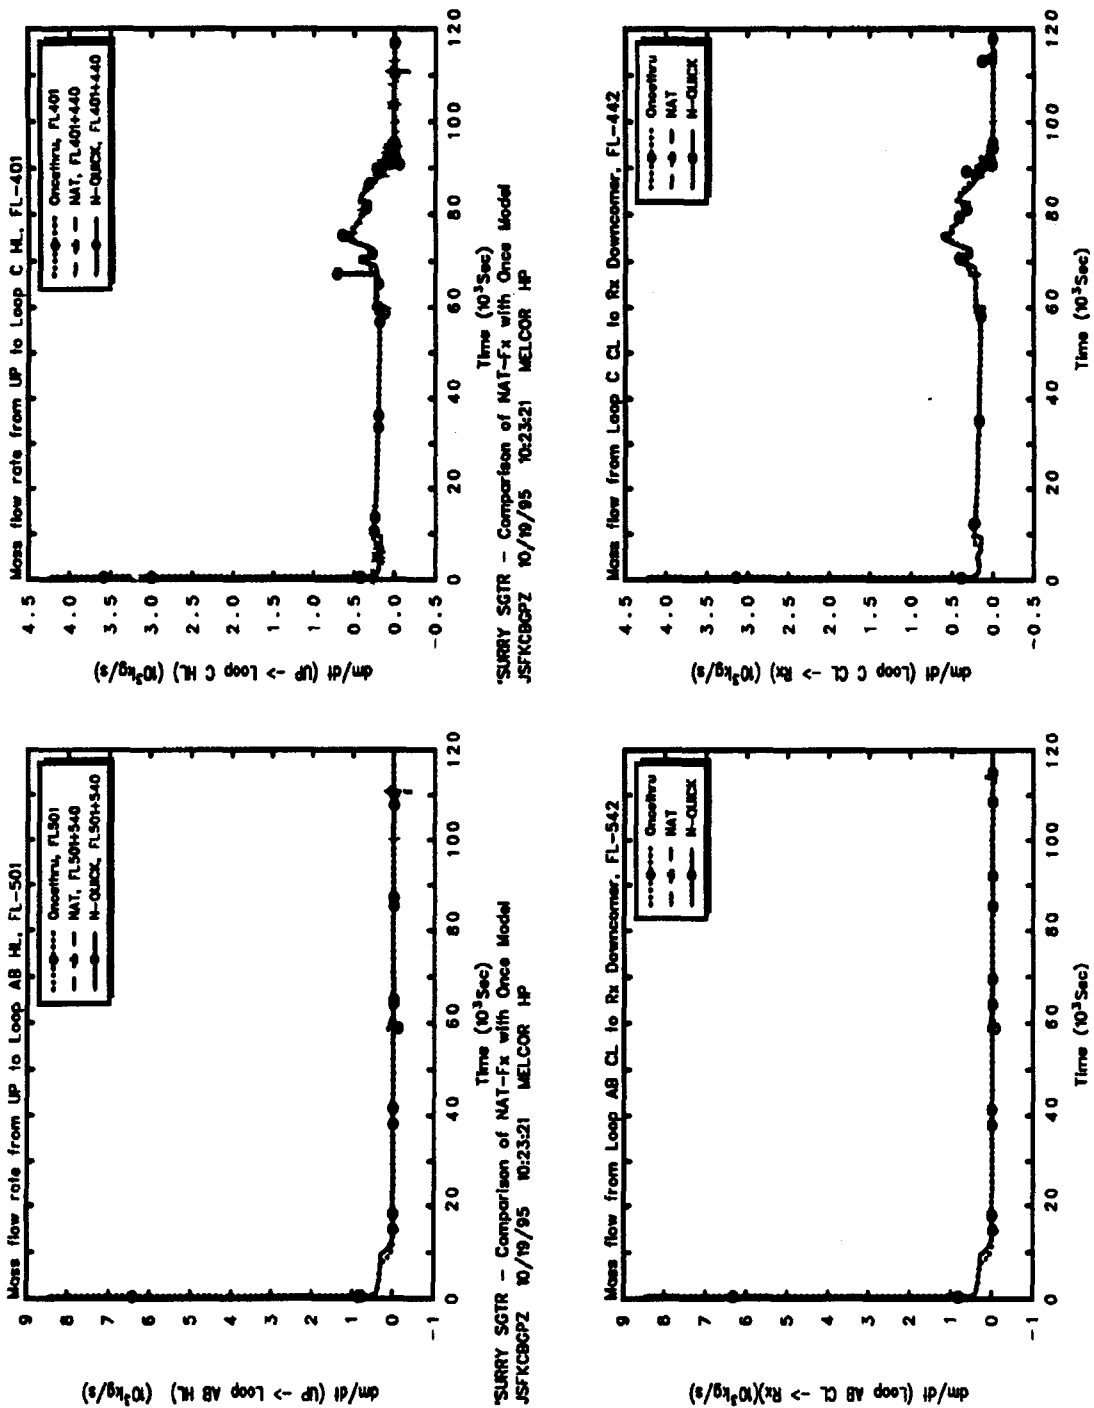 Mass flow rate from UP to Loop AB HL, FL-501
dm/dt (UP -> Loop AB HL) (10³kg/s)
9
8
7
6
5
4
3
2
1
0
-1
Oncethru, FL501
NAT, FL501+540
N-QUICK, FL501+540
0 20 40 60 80 100 120
Time (10³Sec)
"SURRY SGTR - Comparison of NAT-Fx with Once Model
JSFKCBGPZ 10/19/95 10:23:21 MELCOR HP
Mass flow rate from UP to Loop C HL, FL-401
dm/dt (UP -> Loop C HL) (10³kg/s)
4.5
4.0
3.5
3.0
2.5
2.0
1.5
1.0
0.5
0.0
-0.5
Oncethru, FL401
NAT, FL401+440
N-QUICK, FL401+440
0 20 40 60 80 100 120
Time (10³Sec)
"SURRY SGTR - Comparison of NAT-Fx with Once Model
JSFKCBGPZ 10/19/95 10:23:21 MELCOR HP
Mass flow from Loop AB CL to Rx Downcomer, FL-542
dm/dt (Loop AB CL -> Rx)(10³kg/s)
9
8
7
6
5
4
3
2
1
0
-1
Oncethru
NAT
N-QUICK
0 20 40 60 80 100 120
Time (10³Sec)
Mass flow from Loop C CL to Rx Downcomer, FL-442
dm/dt (Loop C CL -> Rx) (10³kg/s)
4.5
4.0
3.5
3.0
2.5
2.0
1.5
1.0
0.5
0.0
-0.5
Oncethru
NAT
N-QUICK
0 20 40 60 80 100 120
Time (10³Sec)